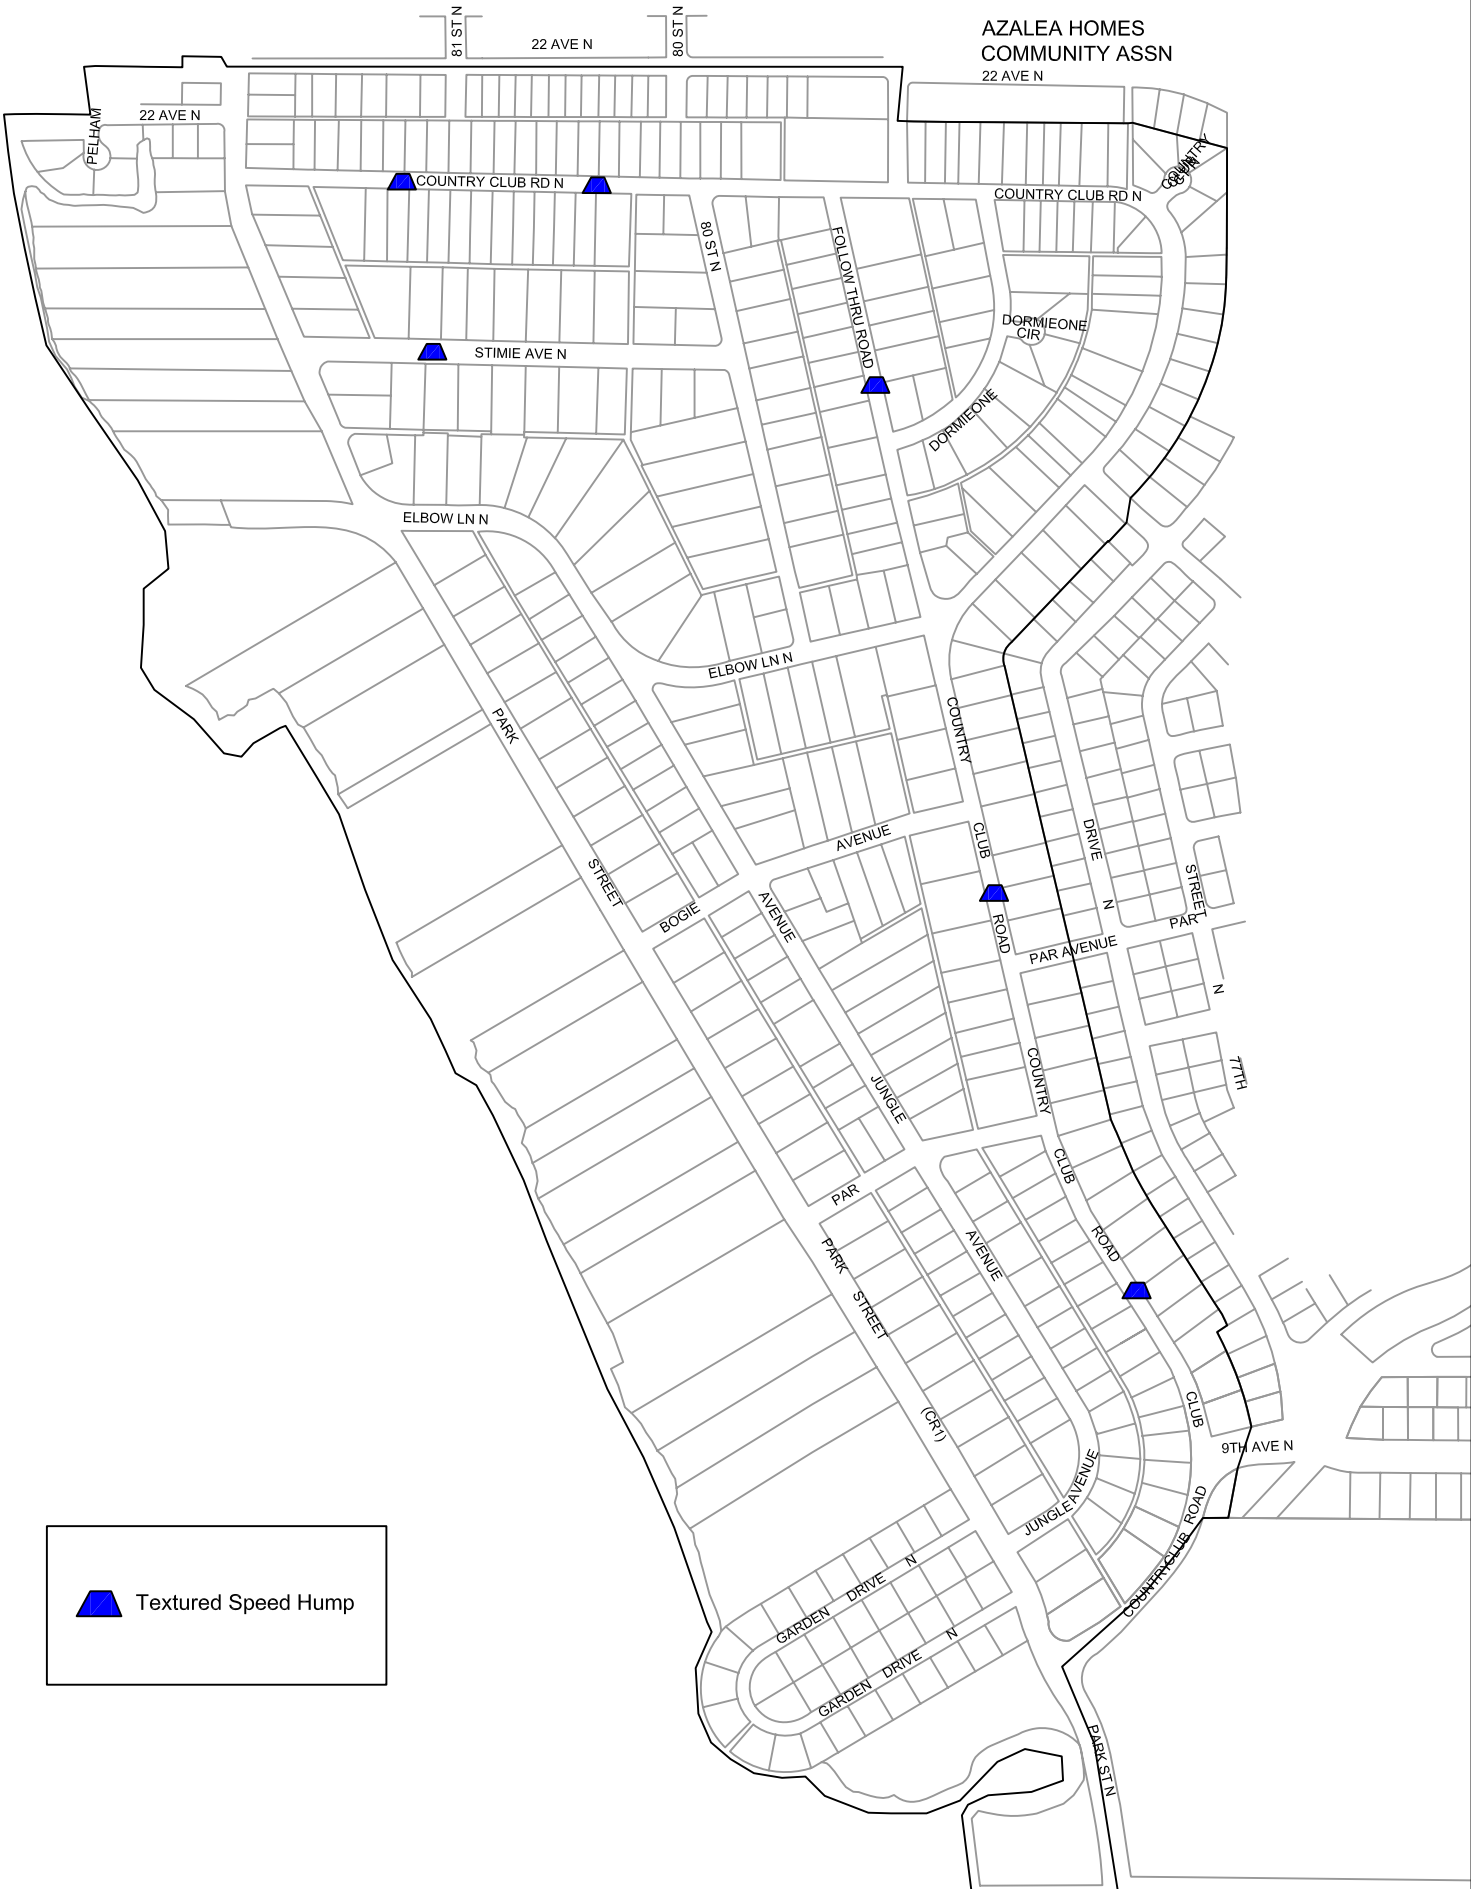 81 ST N
80 ST N
22 AVE N
AZALEA HOMES
COMMUNITY ASSN
22 AVE N
22 AVE N
PELHAM
COUNTRY CLUB RD N
COUNTRY CLUB RD N
COUNTRY
80 ST N
FOLLOW THRU ROAD
DORMIEONE
CIR
STIMIE AVE N
DORMIEONE
ELBOW LN N
ELBOW LN N
PARK
COUNTRY
CLUB
AVENUE
DRIVE
STREET
STREET
N
BOGIE
AVENUE
ROAD
PAR AVENUE
PAR
N
77TH
JUNGLE
COUNTRY
CLUB
PAR
PARK
AVENUE
ROAD
STREET
(CR1)
CLUB
9TH AVE N
JUNGLE
AVENUE
ROAD
COUNTRY
CLUB
GARDEN DRIVE N
GARDEN DRIVE N
Textured Speed Hump
PARK ST N